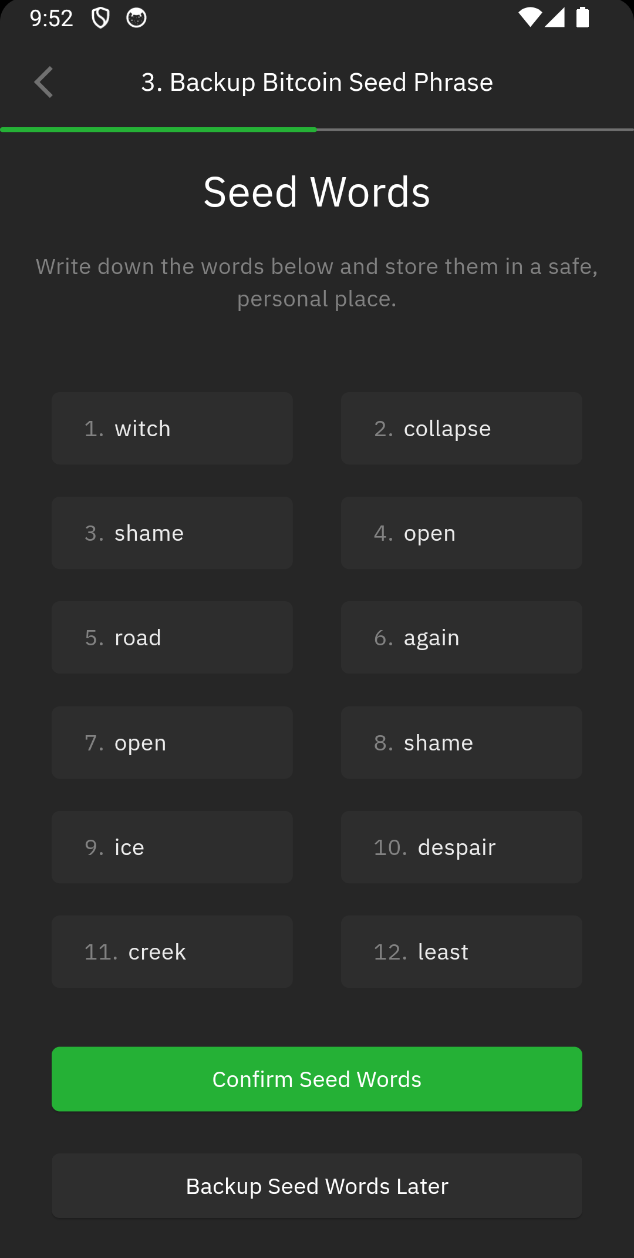 9:52
3. Backup Bitcoin Seed Phrase
Seed Words
Write down the words below and store them in a safe,
personal place.
1. witch
2. collapse
3. shame
4. open
5. road
6. again
7. open
8. shame
9. ice
10. despair
11. creek
12. least
Confirm Seed Words
Backup Seed Words Later